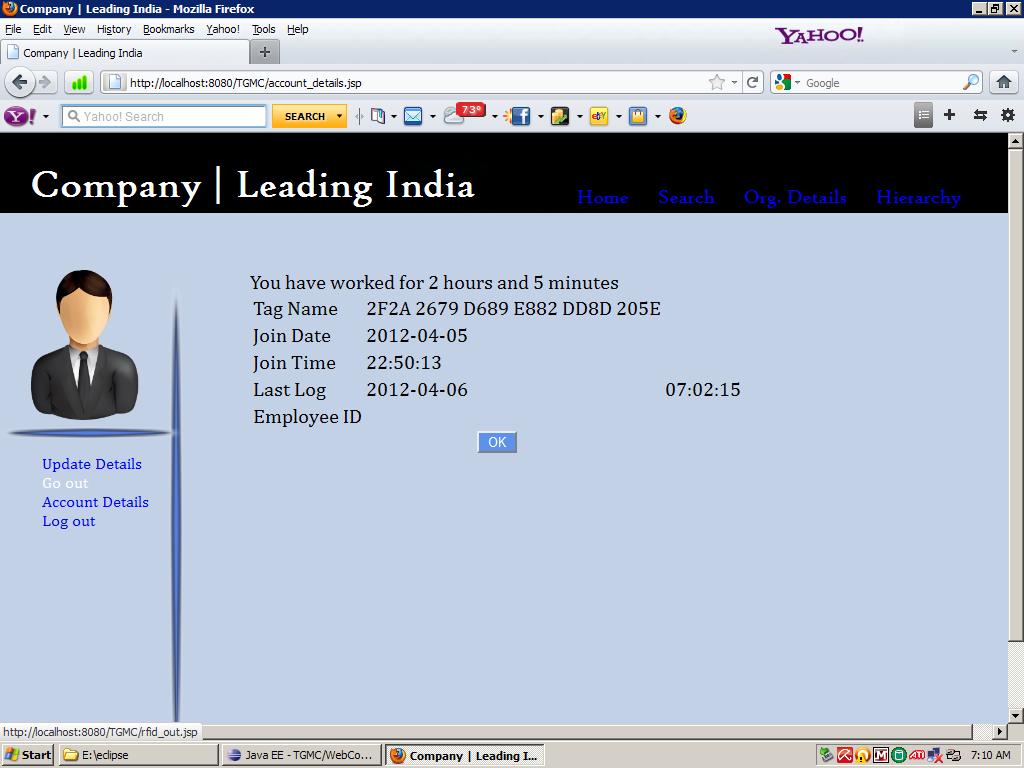 Company | Leading India - Mozilla Firefox
File Edit View History Bookmarks Yahoo! Tools Help
YAHOO!
Company | Leading India
http://localhost:8080/TGMC/account_details.jsp
Google
Y! Yahoo! Search SEARCH 73° ebY
Company | Leading India
Home Search Org. Details Hierarchy
You have worked for 2 hours and 5 minutes
Tag Name 2F2A 2679 D689 E882 DD8D 205E
Join Date 2012-04-05
Join Time 22:50:13
Last Log 2012-04-06 07:02:15
Employee ID
OK
Update Details
Go out
Account Details
Log out
http://localhost:8080/TGMC/rfid_out.jsp
Start E:\eclipse Java EE - TGMC/WebCo... Company | Leading I... 7:10 AM